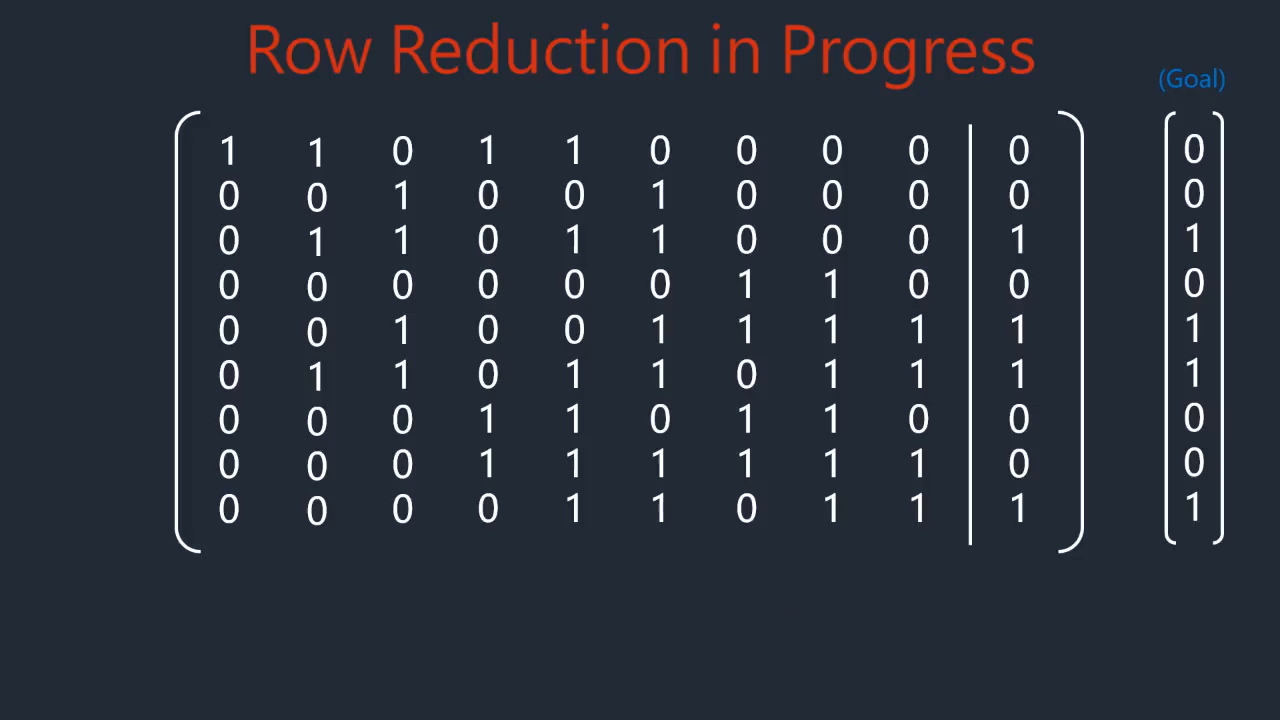 Row Reduction in Progress
(Goal)
1 1 0 1 1 0 0 0 0 0 0
0 0 1 0 0 1 0 0 0 0 0
0 1 1 0 1 1 0 0 0 1 1
0 0 0 0 0 0 1 1 0 0 0
0 0 1 0 0 1 1 1 1 1 1
0 1 1 0 1 1 0 1 1 1 1
0 0 0 1 1 0 1 1 0 0 0
0 0 0 1 1 1 1 1 1 0 0
0 0 0 0 1 1 0 1 1 1 1